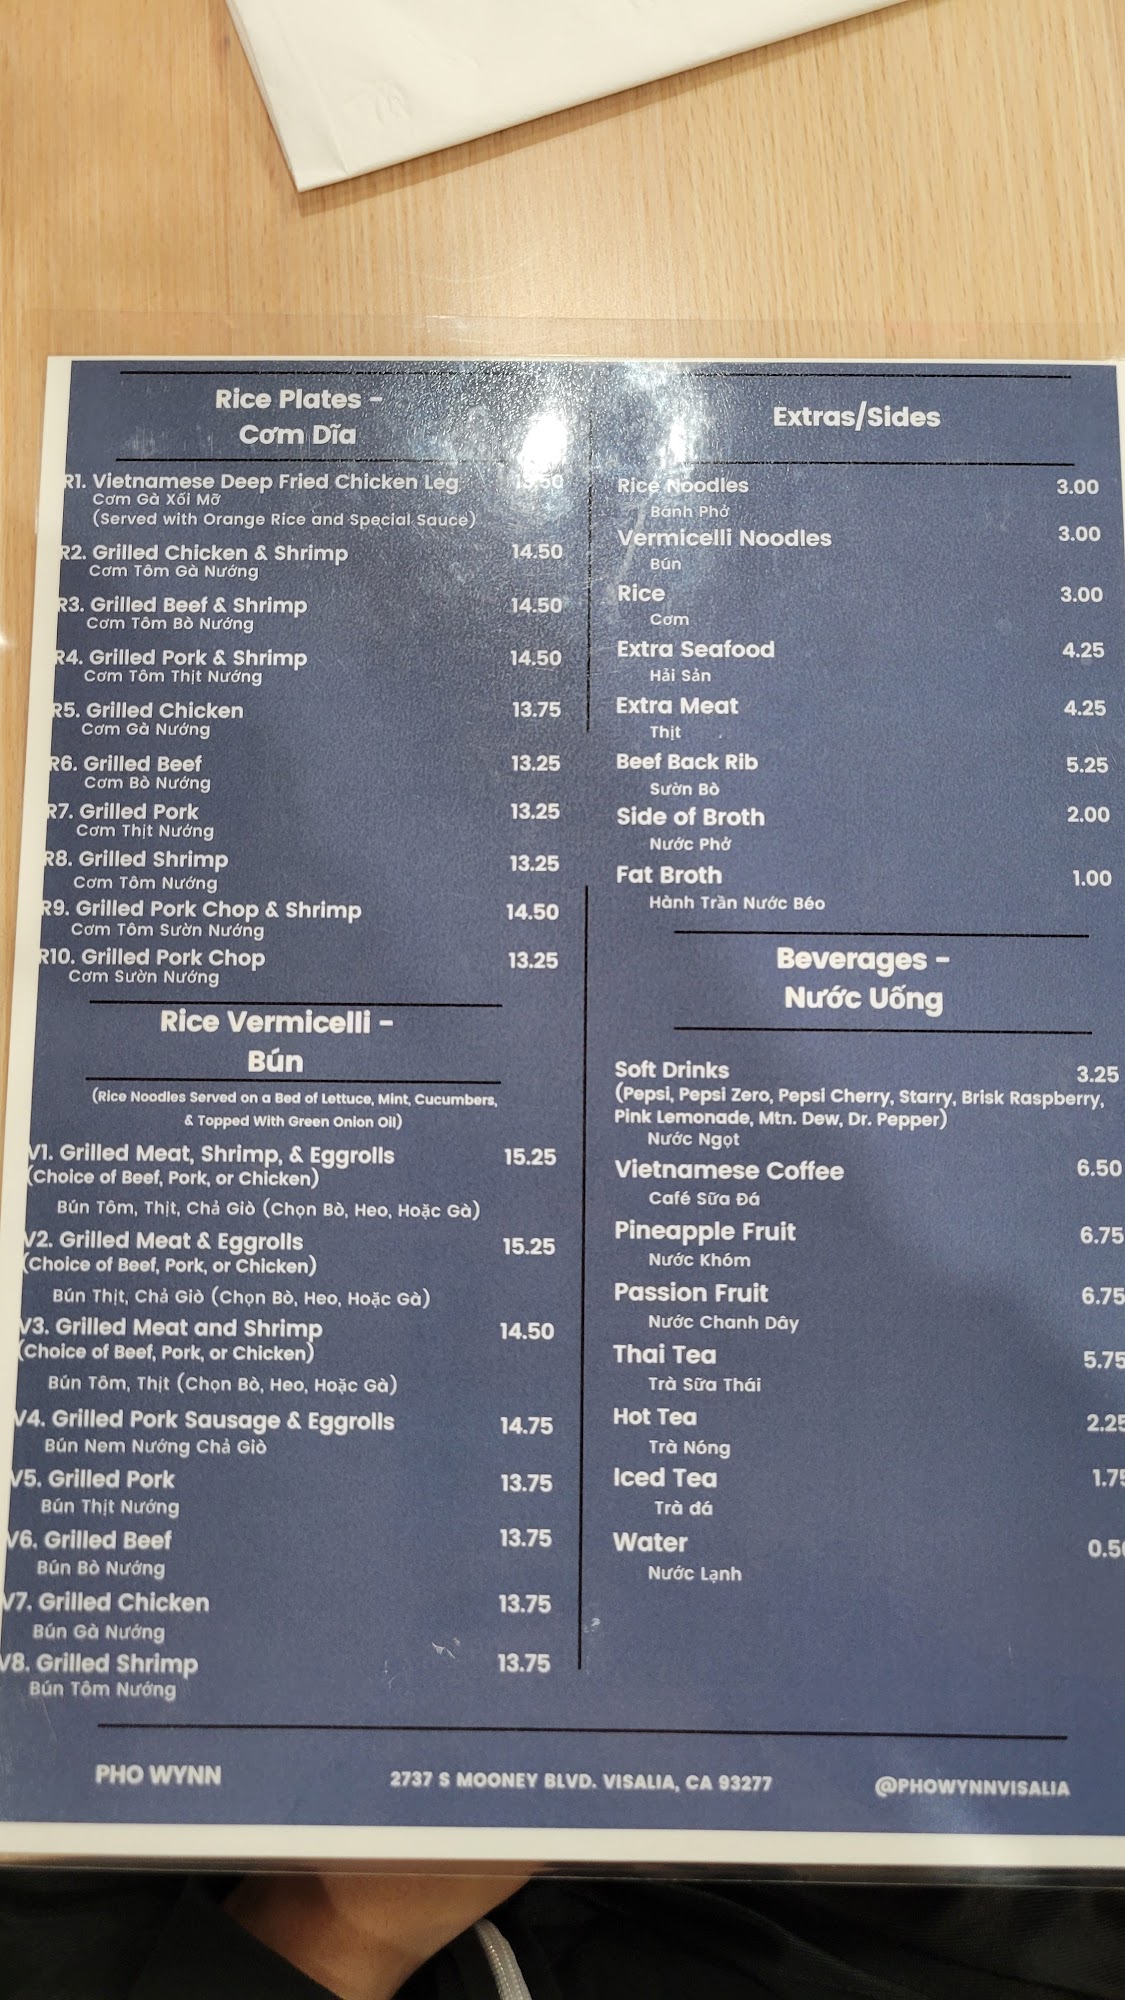 Rice Plates -
Cơm Dĩa
R1. Vietnamese Deep Fried Chicken Leg 13.50
Cơm Gà Xối Mỡ
(Served with Orange Rice and Special Sauce)
R2. Grilled Chicken & Shrimp 14.50
Cơm Tôm Gà Nướng
R3. Grilled Beef & Shrimp 14.50
Cơm Tôm Bò Nướng
R4. Grilled Pork & Shrimp 14.50
Cơm Tôm Thịt Nướng
R5. Grilled Chicken 13.75
Cơm Gà Nướng
R6. Grilled Beef 13.25
Cơm Bò Nướng
R7. Grilled Pork 13.25
Cơm Thịt Nướng
R8. Grilled Shrimp 13.25
Cơm Tôm Nướng
R9. Grilled Pork Chop & Shrimp 14.50
Cơm Tôm Sườn Nướng
R10. Grilled Pork Chop 13.25
Cơm Sườn Nướng
Rice Vermicelli -
Bún
(Rice Noodles Served on a Bed of Lettuce, Mint, Cucumbers,
& Topped With Green Onion Oil)
V1. Grilled Meat, Shrimp, & Eggrolls 15.25
(Choice of Beef, Pork, or Chicken)
Bún Tôm, Thịt, Chả Giò (Chọn Bò, Heo, Hoặc Gà)
V2. Grilled Meat & Eggrolls 15.25
(Choice of Beef, Pork, or Chicken)
Bún Thịt, Chả Giò (Chọn Bò, Heo, Hoặc Gà)
V3. Grilled Meat and Shrimp 14.50
(Choice of Beef, Pork, or Chicken)
Bún Tôm, Thịt (Chọn Bò, Heo, Hoặc Gà)
V4. Grilled Pork Sausage & Eggrolls 14.75
Bún Nem Nướng Chả Giò
V5. Grilled Pork 13.75
Bún Thịt Nướng
V6. Grilled Beef 13.75
Bún Bò Nướng
V7. Grilled Chicken 13.75
Bún Gà Nướng
V8. Grilled Shrimp 13.75
Bún Tôm Nướng
Extras/Sides
Rice Noodles 3.00
Bánh Phở
Vermicelli Noodles 3.00
Bún
Rice 3.00
Cơm
Extra Seafood 4.25
Hải Sản
Extra Meat 4.25
Thịt
Beef Back Rib 5.25
Sườn Bò
Side of Broth 2.00
Nước Phở
Fat Broth 1.00
Hành Trần Nước Béo
Beverages -
Nước Uống
Soft Drinks 3.25
(Pepsi, Pepsi Zero, Pepsi Cherry, Starry, Brisk Raspberry,
Pink Lemonade, Mtn. Dew, Dr. Pepper)
Nước Ngọt
Vietnamese Coffee 6.50
Café Sữa Đá
Pineapple Fruit 6.75
Nước Khóm
Passion Fruit 6.75
Nước Chanh Dây
Thai Tea 5.75
Trà Sữa Thái
Hot Tea 2.25
Trà Nóng
Iced Tea 1.75
Trà đá
Water 0.50
Nước Lạnh
PHO WYNN
2737 S MOONEY BLVD. VISALIA, CA 93277
@PHOWYNNVISALIA